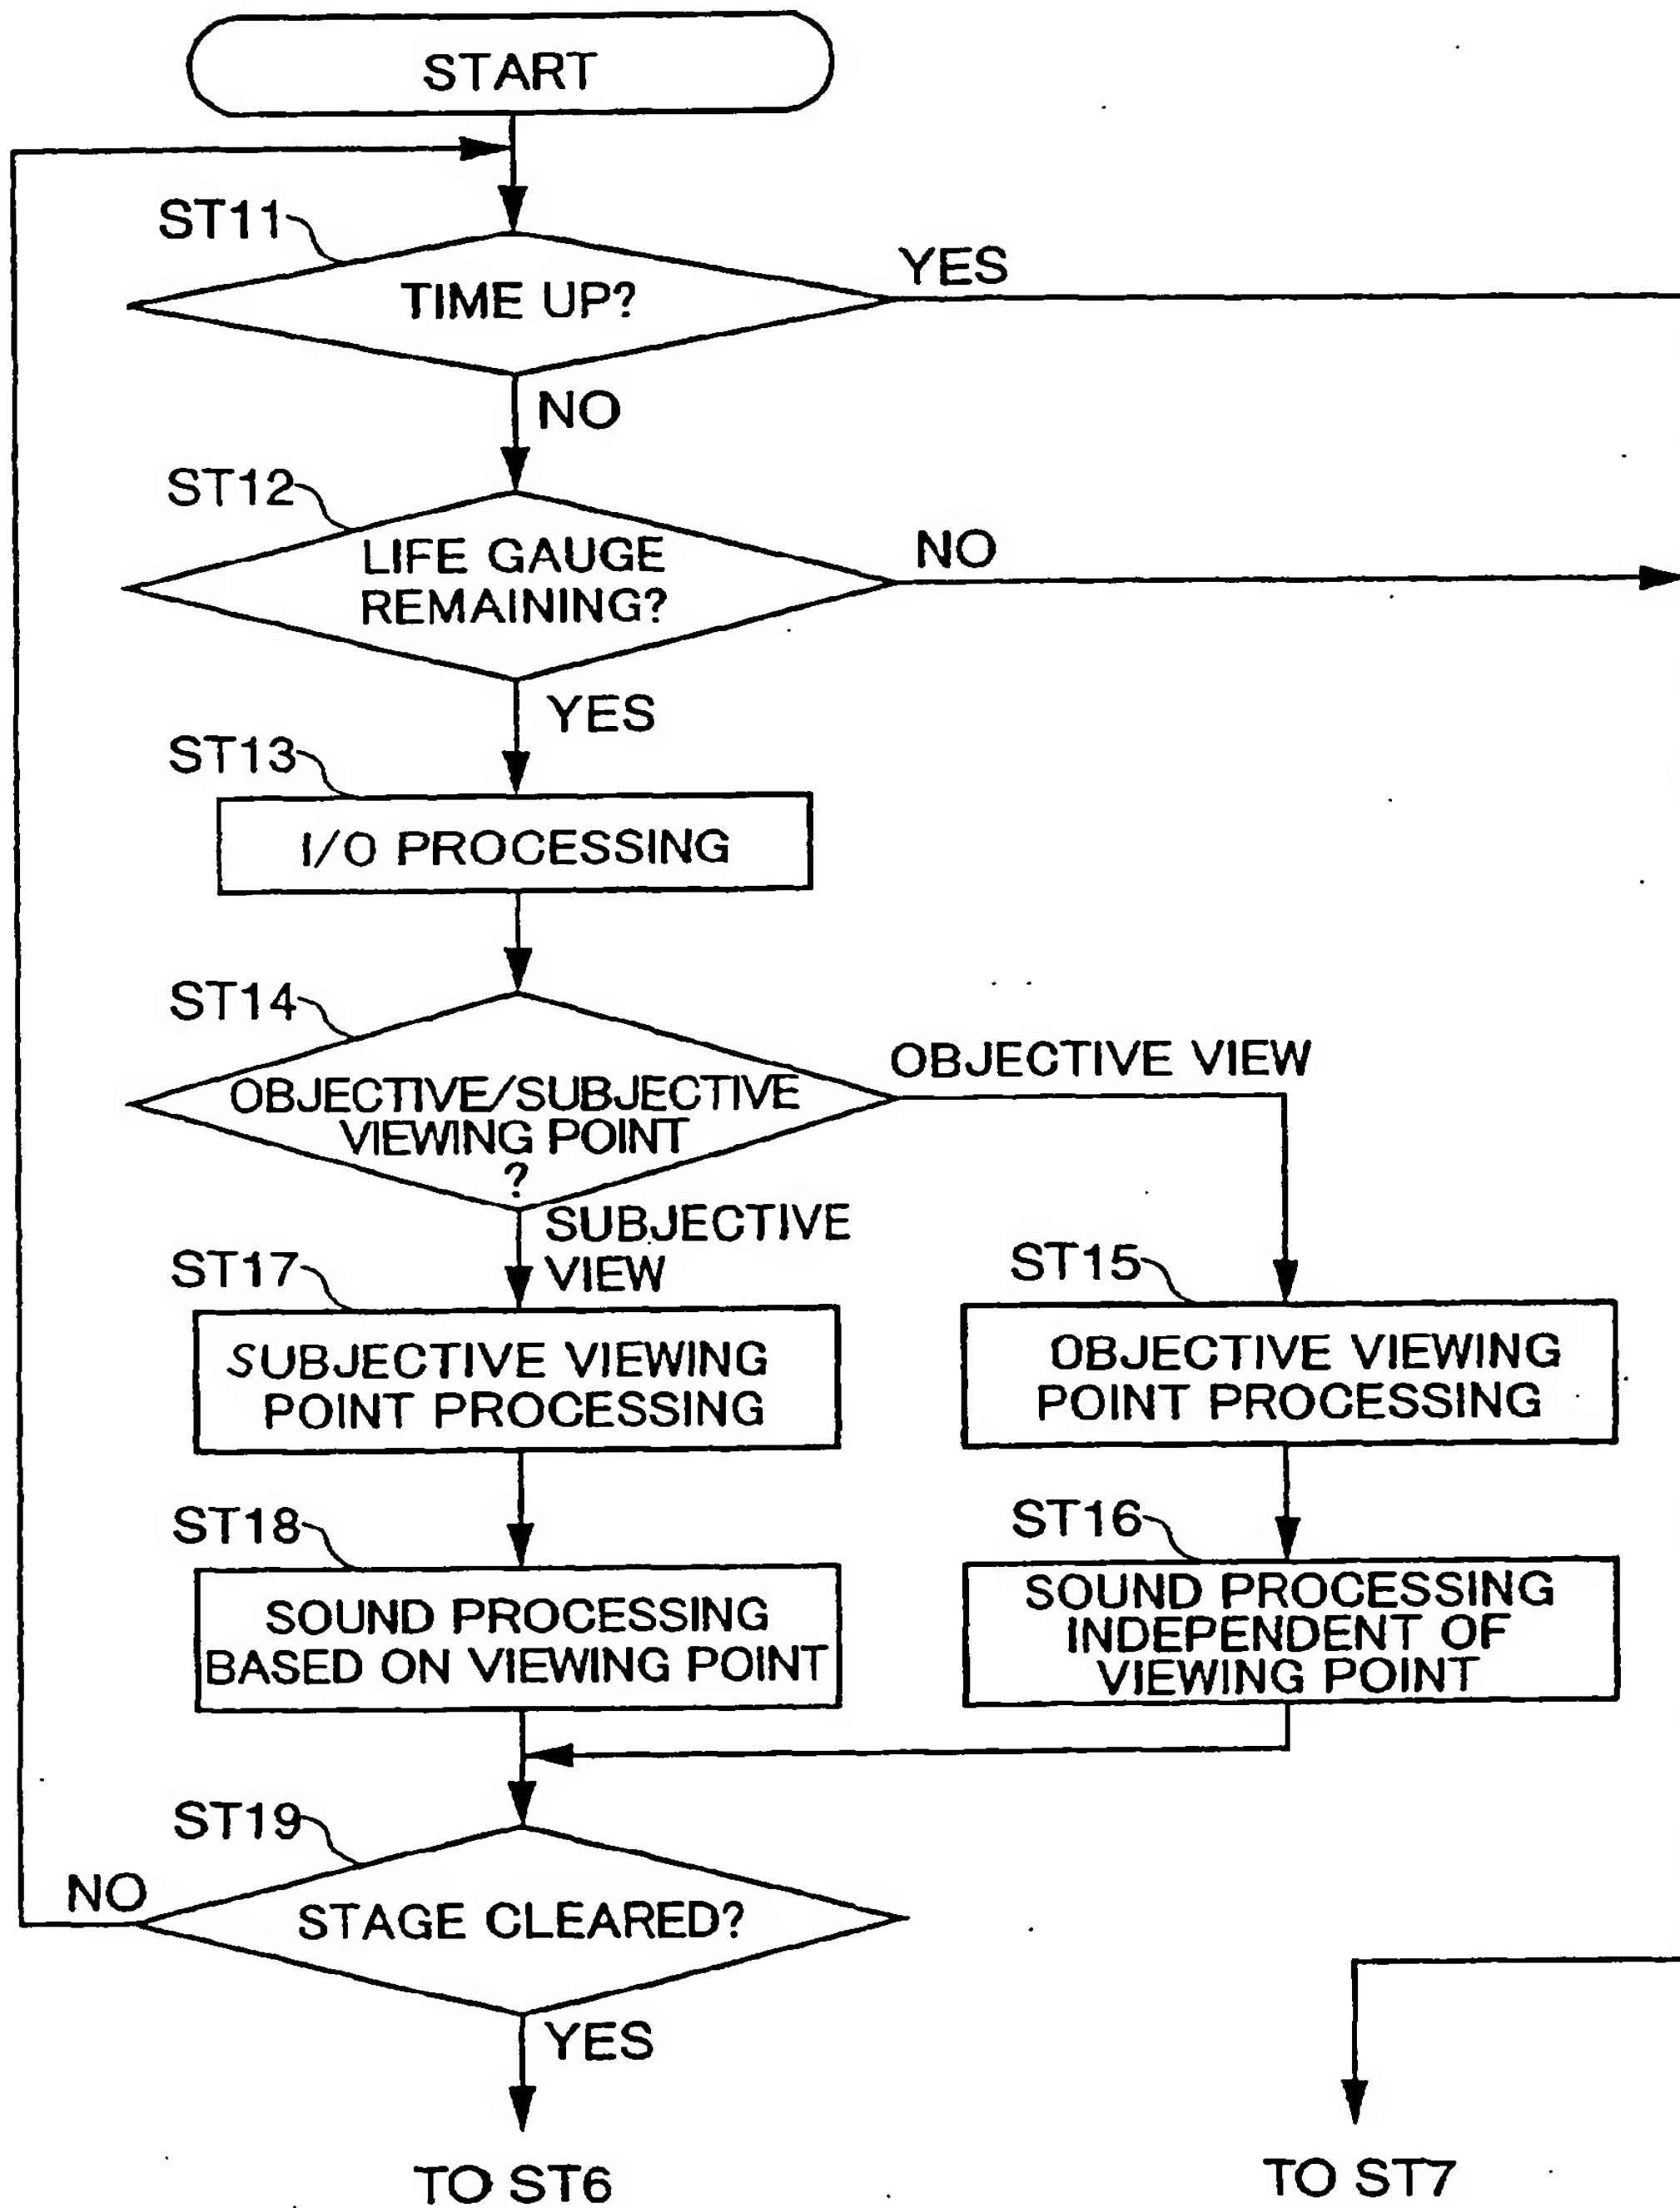 START
ST11
TIME UP?
YES
NO
ST12
LIFE GAUGE
REMAINING?
NO
YES
ST13
I/O PROCESSING
ST14
OBJECTIVE/SUBJECTIVE
VIEWING POINT
?
OBJECTIVE VIEW
SUBJECTIVE
VIEW
ST17
SUBJECTIVE VIEWING
POINT PROCESSING
ST15
OBJECTIVE VIEWING
POINT PROCESSING
ST18
SOUND PROCESSING
BASED ON VIEWING POINT
ST16
SOUND PROCESSING
INDEPENDENT OF
VIEWING POINT
ST19
NO
STAGE CLEARED?
YES
TO ST6
TO ST7